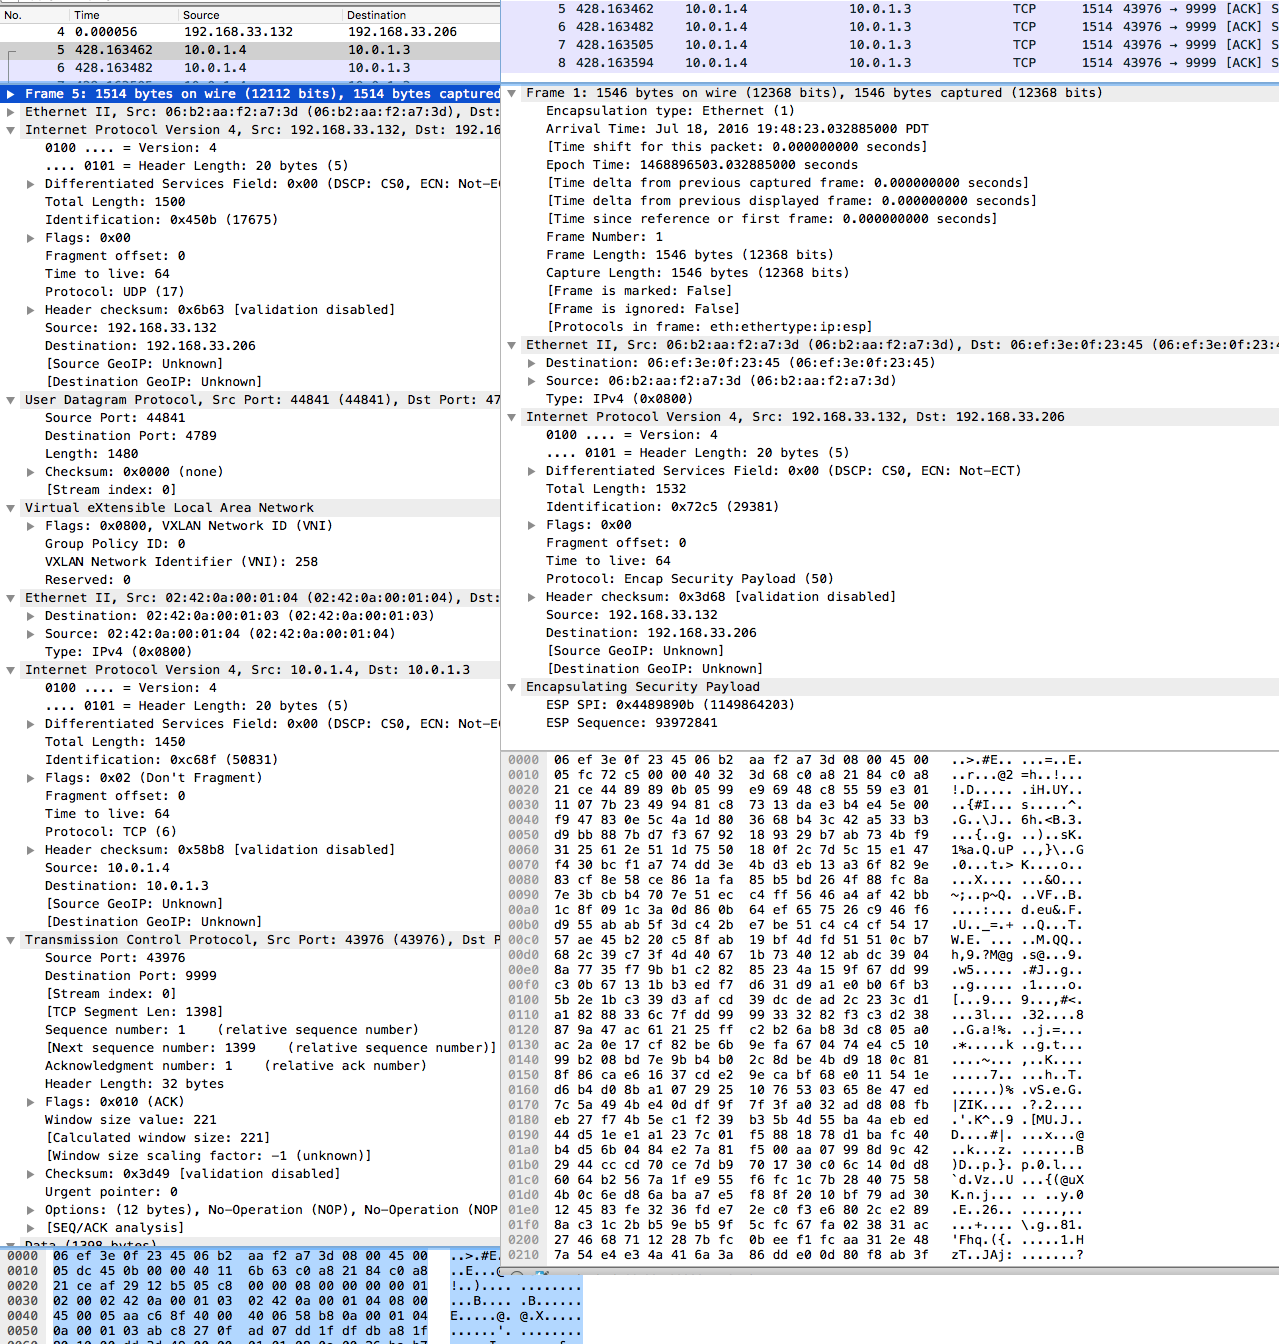 No. Time Source Destination
4 0.000056 192.168.33.132 192.168.33.206
5 428.163462 10.0.1.4 10.0.1.3
6 428.163482 10.0.1.4 10.0.1.3
Frame 5: 1514 bytes on wire (12112 bits), 1514 bytes captured
Ethernet II, Src: 06:b2:aa:f2:a7:3d (06:b2:aa:f2:a7:3d), Dst:
Internet Protocol Version 4, Src: 192.168.33.132, Dst: 192.16
0100 .... = Version: 4
.... 0101 = Header Length: 20 bytes (5)
Differentiated Services Field: 0x00 (DSCP: CS0, ECN: Not-E
Total Length: 1500
Identification: 0x450b (17675)
Flags: 0x00
Fragment offset: 0
Time to live: 64
Protocol: UDP (17)
Header checksum: 0x6b63 [validation disabled]
Source: 192.168.33.132
Destination: 192.168.33.206
[Source GeoIP: Unknown]
[Destination GeoIP: Unknown]
User Datagram Protocol, Src Port: 44841 (44841), Dst Port: 47
Source Port: 44841
Destination Port: 4789
Length: 1480
Checksum: 0x0000 (none)
[Stream index: 0]
Virtual eXtensible Local Area Network
Flags: 0x0800, VXLAN Network ID (VNI)
Group Policy ID: 0
VXLAN Network Identifier (VNI): 258
Reserved: 0
Ethernet II, Src: 02:42:0a:00:01:04 (02:42:0a:00:01:04), Dst:
Destination: 02:42:0a:00:01:03 (02:42:0a:00:01:03)
Source: 02:42:0a:00:01:04 (02:42:0a:00:01:04)
Type: IPv4 (0x0800)
Internet Protocol Version 4, Src: 10.0.1.4, Dst: 10.0.1.3
0100 .... = Version: 4
.... 0101 = Header Length: 20 bytes (5)
Differentiated Services Field: 0x00 (DSCP: CS0, ECN: Not-E
Total Length: 1450
Identification: 0xc68f (50831)
Flags: 0x02 (Don't Fragment)
Fragment offset: 0
Time to live: 64
Protocol: TCP (6)
Header checksum: 0x58b8 [validation disabled]
Source: 10.0.1.4
Destination: 10.0.1.3
[Source GeoIP: Unknown]
[Destination GeoIP: Unknown]
Transmission Control Protocol, Src Port: 43976 (43976), Dst P
Source Port: 43976
Destination Port: 9999
[Stream index: 0]
[TCP Segment Len: 1398]
Sequence number: 1 (relative sequence number)
[Next sequence number: 1399 (relative sequence number)]
Acknowledgment number: 1 (relative ack number)
Header Length: 32 bytes
Flags: 0x010 (ACK)
Window size value: 221
[Calculated window size: 221]
[Window size scaling factor: -1 (unknown)]
Checksum: 0x3d49 [validation disabled]
Urgent pointer: 0
Options: (12 bytes), No-Operation (NOP), No-Operation (NOP
[SEQ/ACK analysis]
Data (1398 bytes)
0000 06 ef 3e 0f 23 45 06 b2 aa f2 a7 3d 08 00 45 00 ..>.#E.
0010 05 dc 45 0b 00 00 40 11 6b 63 c0 a8 21 84 c0 a8 ..E...@
0020 21 ce af 29 12 b5 05 c8 00 00 08 00 00 00 00 01 !..).... ........
0030 02 00 02 42 0a 00 01 03 02 42 0a 00 01 04 08 00 ...B.... .B......
0040 45 00 05 aa c6 8f 40 00 40 06 58 b8 0a 00 01 04 E.....@. @.X.....
0050 0a 00 01 03 ab c8 27 0f ad 07 dd 1f df db a8 1f ......'. ........
5 428.163462 10.0.1.4 10.0.1.3 TCP 1514 43976 → 9999 [ACK] S
6 428.163482 10.0.1.4 10.0.1.3 TCP 1514 43976 → 9999 [ACK] S
7 428.163505 10.0.1.4 10.0.1.3 TCP 1514 43976 → 9999 [ACK] S
8 428.163594 10.0.1.4 10.0.1.3 TCP 1514 43976 → 9999 [ACK] S
Frame 1: 1546 bytes on wire (12368 bits), 1546 bytes captured (12368 bits)
Encapsulation type: Ethernet (1)
Arrival Time: Jul 18, 2016 19:48:23.032885000 PDT
[Time shift for this packet: 0.000000000 seconds]
Epoch Time: 1468896503.032885000 seconds
[Time delta from previous captured frame: 0.000000000 seconds]
[Time delta from previous displayed frame: 0.000000000 seconds]
[Time since reference or first frame: 0.000000000 seconds]
Frame Number: 1
Frame Length: 1546 bytes (12368 bits)
Capture Length: 1546 bytes (12368 bits)
[Frame is marked: False]
[Frame is ignored: False]
[Protocols in frame: eth:ethertype:ip:esp]
Ethernet II, Src: 06:b2:aa:f2:a7:3d (06:b2:aa:f2:a7:3d), Dst: 06:ef:3e:0f:23:45 (06:ef:3e:0f:23:4
Destination: 06:ef:3e:0f:23:45 (06:ef:3e:0f:23:45)
Source: 06:b2:aa:f2:a7:3d (06:b2:aa:f2:a7:3d)
Type: IPv4 (0x0800)
Internet Protocol Version 4, Src: 192.168.33.132, Dst: 192.168.33.206
0100 .... = Version: 4
.... 0101 = Header Length: 20 bytes (5)
Differentiated Services Field: 0x00 (DSCP: CS0, ECN: Not-ECT)
Total Length: 1532
Identification: 0x72c5 (29381)
Flags: 0x00
Fragment offset: 0
Time to live: 64
Protocol: Encap Security Payload (50)
Header checksum: 0x3d68 [validation disabled]
Source: 192.168.33.132
Destination: 192.168.33.206
[Source GeoIP: Unknown]
[Destination GeoIP: Unknown]
Encapsulating Security Payload
ESP SPI: 0x4489890b (1149864203)
ESP Sequence: 93972841
0000 06 ef 3e 0f 23 45 06 b2 aa f2 a7 3d 08 00 45 00 ..>.#E.. ...=..E.
0010 05 fc 72 c5 00 00 40 32 3d 68 c0 a8 21 84 c0 a8 ..r...@2 =h..!...
0020 21 ce 44 89 89 0b 05 99 e9 69 48 c8 55 59 e3 01 !.D..... .iH.UY..
0030 11 07 7b 23 49 94 81 c8 73 13 da e3 b4 e4 5e 00 ..{#I... s.....^.
0040 f9 47 83 0e 5c 4a 1d 80 36 68 b4 3c 42 a5 33 b3 .G..\J.. 6h.<B.3.
0050 d9 bb 88 7b d7 f3 67 92 18 93 29 b7 ab 73 4b f9 ...{..g. ..)..sK.
0060 31 25 61 2e 51 1d 75 50 18 0f 2c 7d 5c 15 e1 47 1%a.Q.uP ..,}\..G
0070 f4 30 bc f1 a7 74 dd 3e 4b d3 eb 13 a3 6f 82 9e .0...t.> K....o..
0080 83 cf 8e 58 ce 86 1a fa 85 b5 bd 26 4f 88 fc 8a ...X.... ...&O...
0090 7e 3b cb b4 70 7e 51 ec c4 ff 56 46 a4 af 42 bb ~;..p~Q. ..VF..B.
00a0 1c 8f 09 1c 3a 0d 86 0b 64 ef 65 75 26 c9 46 f6 ....:... d.eu&.F.
00b0 d9 55 ab ab 5f 3d c4 2b e7 be 51 c4 c4 cf 54 17 .U.._=.+ ..Q...T.
00c0 57 ae 45 b2 20 c5 8f ab 19 bf 4d fd 51 51 0c b7 W.E. ... ..M.QQ..
00d0 68 2c 39 c7 3f 4d 40 67 1b 73 40 12 ab dc 39 04 h,9.?M@g .s@...9.
00e0 8a 77 35 f7 9b b1 c2 82 85 23 4a 15 9f 67 dd 99 .w5..... .#J..g..
00f0 c3 0b 67 13 1b b3 ed f7 d6 31 d9 a1 e0 b0 6f b3 ..g..... .1....o.
0100 5b 2e 1b c3 39 d3 af cd 39 dc de ad 2c 23 3c d1 [...9... 9...,#<.
0110 a1 82 88 33 6c 7f dd 99 99 33 32 82 f3 c3 d2 38 ...3l... .32....8
0120 87 9a 47 ac 61 21 25 ff c2 b2 6a b8 3d c8 05 a0 ..G.a!%. ..j.=...
0130 ac 2a 0e 17 cf 82 be 6b 9e fa 67 04 74 e4 c5 10 .*.....k ..g.t...
0140 99 b2 08 bd 7e 9b b4 b0 2c 8d be 4b d9 18 0c 81 ....~... ,..K....
0150 8f 86 ca e6 16 37 cd e2 9e ca bf 68 e0 11 54 1e .....7.. ...h..T.
0160 d6 b4 d0 8b a1 07 29 25 10 76 53 03 65 8e 47 ed ......)% .vS.e.G.
0170 7c 5a 49 4b e4 0d df 9f 7f 3f a0 32 ad d8 08 fb |ZIK.... .?.2....
0180 eb 27 f7 4b 5e c1 f2 39 b3 5b 4d 55 ba 4a eb ed .'.K^..9 .[MU.J..
0190 44 d5 1e e1 a1 23 7c 01 f5 88 18 78 d1 ba fc 40 D....#|. ...x...@
01a0 b4 d5 6b 04 84 e2 7a 81 f5 00 aa 07 99 8d 9c 42 ..k...z. .......B
01b0 29 44 cc cd 70 ce 7d b9 70 17 30 c0 6c 14 0d d8 )D..p.}. p.0.l...
01c0 60 64 b2 56 7a 1f e9 55 f6 fc 1c 7b 28 40 75 58 `d.Vz..U ...{(@uX
01d0 4b 0c 6e d8 6a ba a7 e5 f8 8f 20 10 bf 79 ad 30 K.n.j... .. ..y.0
01e0 12 45 83 fe 32 36 fd e7 2e c0 f3 e6 80 2c e2 89 .E..26.. .....,..
01f0 8a c3 1c 2b b5 9e b5 9f 5c fc 67 fa 02 38 31 ac ...+.... \.g..81.
0200 27 46 68 71 12 28 7b fc 0b ee f1 fc aa 31 2e 48 'Fhq.({. .....1.H
0210 7a 54 e4 e3 4a 41 6a 3a 86 dd e0 0d 80 f8 ab 3f zT..JAj: .......?